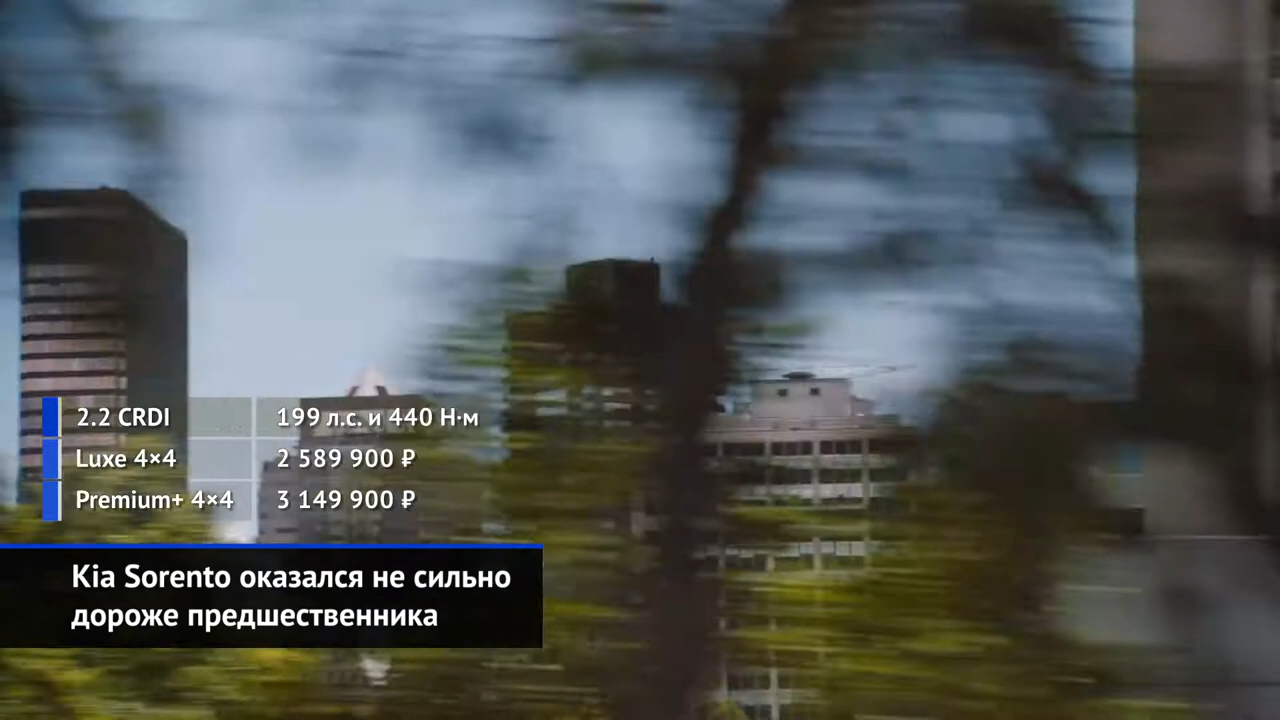 2.2 CRDI 199 л.с. и 440 Н·м
Luxe 4×4 2 589 900 ₽
Premium+ 4×4 3 149 900 ₽
Kia Sorento оказался не сильно
дороже предшественника